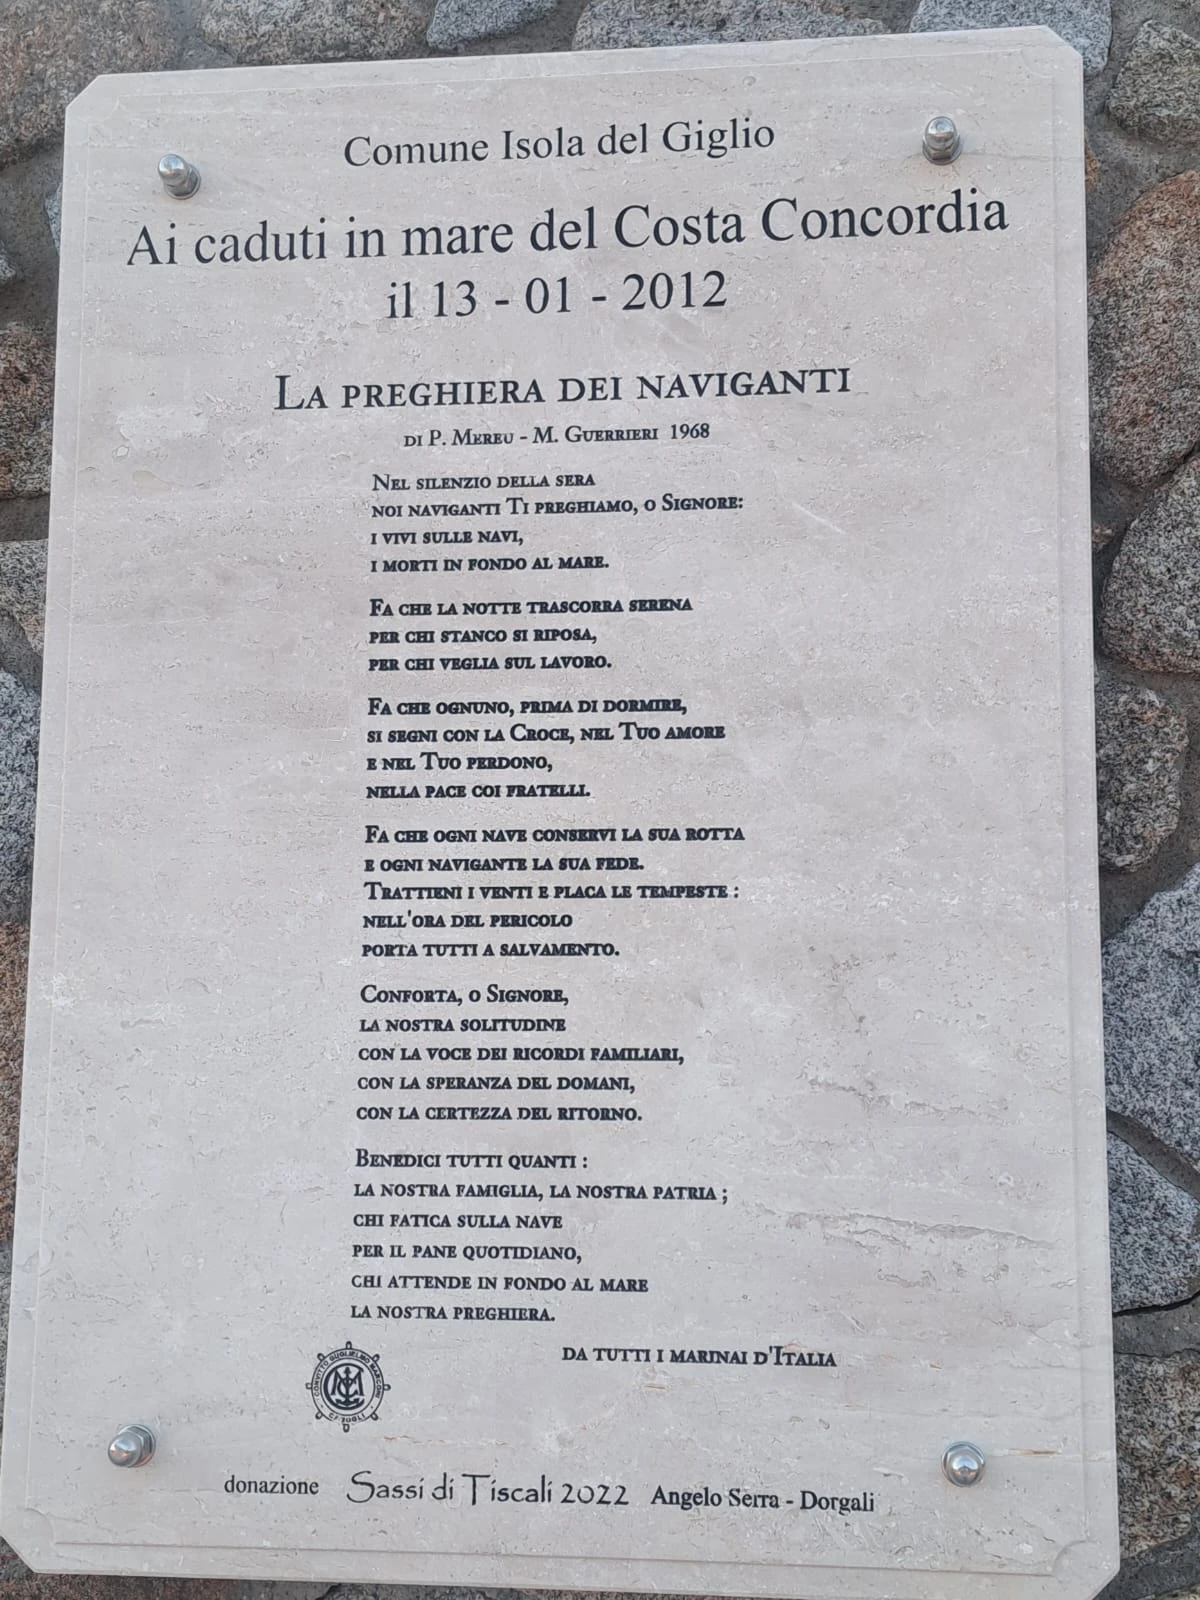 Comune Isola del Giglio
Ai caduti in mare del Costa Concordia
il 13 - 01 - 2012
La preghiera dei naviganti
di P. Mereu - M. Guerrieri 1968
Nel silenzio della sera
noi naviganti Ti preghiamo, o Signore:
i vivi sulle navi,
i morti in fondo al mare.
Fa che la notte trascorra serena
per chi stanco si riposa,
per chi veglia sul lavoro.
Fa che ognuno, prima di dormire,
si segni con la Croce, nel Tuo amore
e nel Tuo perdono,
nella pace coi fratelli.
Fa che ogni nave conservi la sua rotta
e ogni navigante la sua fede.
Trattieni i venti e placa le tempeste :
nell'ora del pericolo
porta tutti a salvamento.
Conforta, o Signore,
la nostra solitudine
con la voce dei ricordi familiari,
con la speranza del domani,
con la certezza del ritorno.
Benedici tutti quanti :
la nostra famiglia, la nostra patria ;
chi fatica sulla nave
per il pane quotidiano,
chi attende in fondo al mare
la nostra preghiera.
da tutti i marinai d'Italia
CONVITTO GUGLIELMO MARCONI
donazione Sassi di Tiscali 2022 Angelo Serra - Dorgali